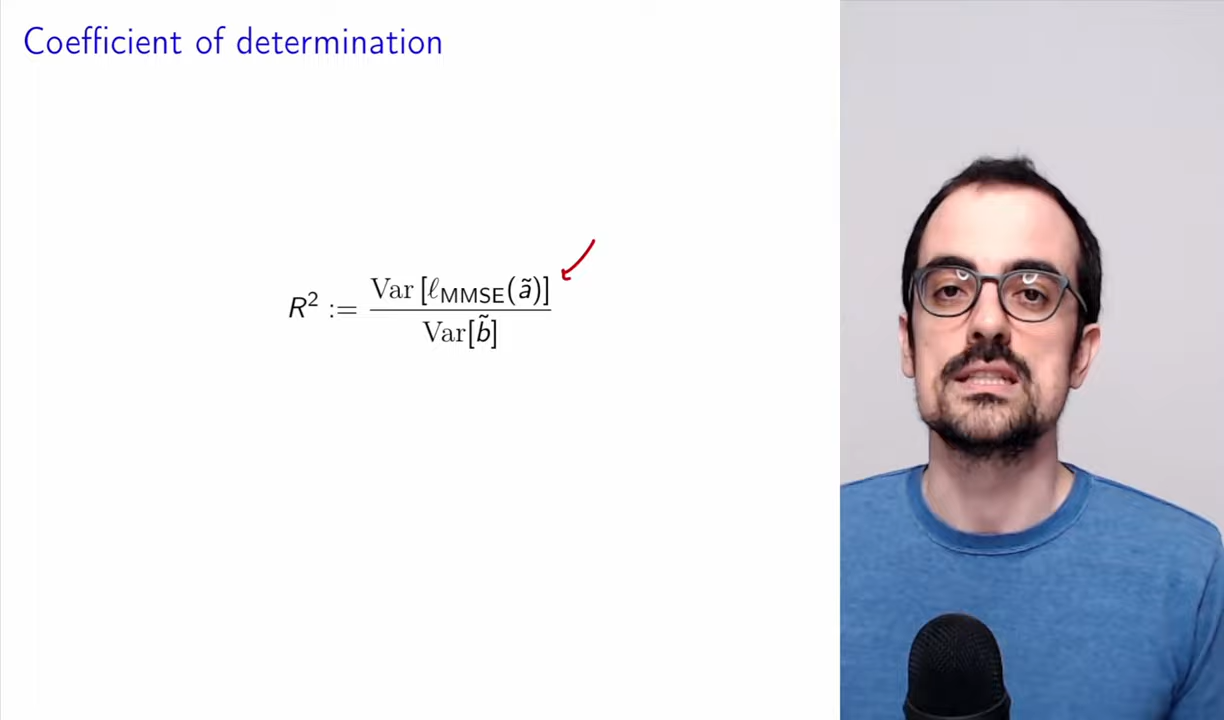 Coefficient of determination
R² := Var [ℓ_MMSE(ã)] / Var[b̃]